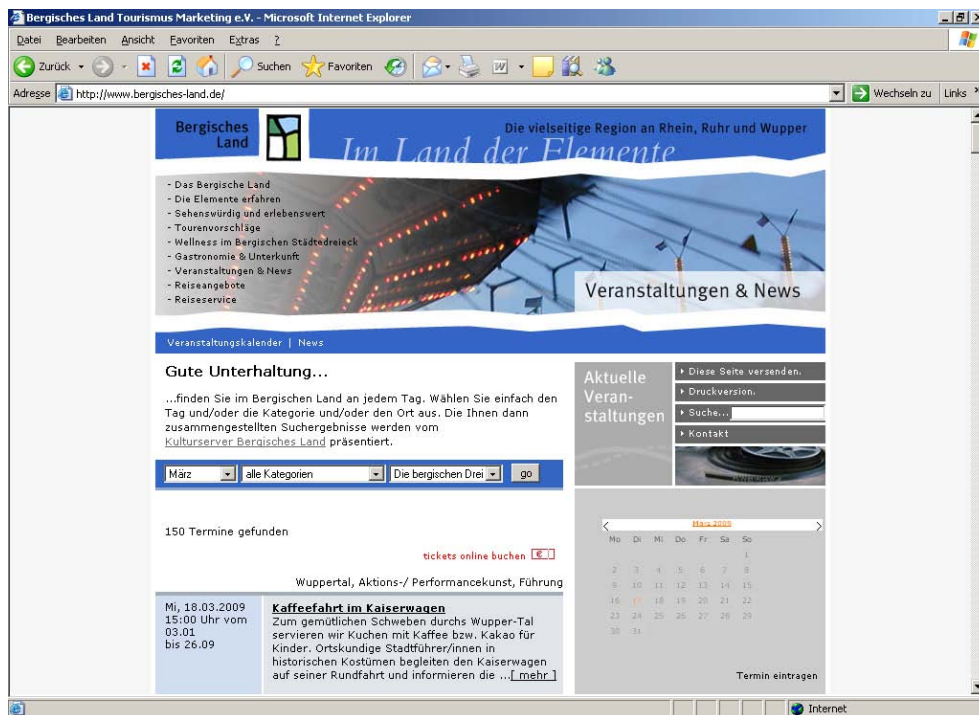 Bergisches Land Tourismus Marketing e.V. - Microsoft Internet Explorer
Datei Bearbeiten Ansicht Favoriten Extras ?
Zurück Suchen Favoriten
Adresse http://www.bergisches-land.de/ Wechseln zu Links »
Bergisches
Land
Die vielseitige Region an Rhein, Ruhr und Wupper
Im Land der Elemente
- Das Bergische Land
- Die Elemente erfahren
- Sehenswürdig und erlebenswert
- Tourenvorschläge
- Wellness im Bergischen Städtedreieck
- Gastronomie & Unterkunft
- Veranstaltungen & News
- Reiseangebote
- Reiseservice
Veranstaltungen & News
Veranstaltungskalender | News
Gute Unterhaltung...
...finden Sie im Bergischen Land an jedem Tag. Wählen Sie einfach den
Tag und/oder die Kategorie und/oder den Ort aus. Die Ihnen dann
zusammengestellten Suchergebnisse werden vom
Kulturserver Bergisches Land präsentiert.
März alle Kategorien Die bergischen Drei go
150 Termine gefunden
tickets online buchen €
Wuppertal, Aktions-/ Performancekunst, Führung
Mi, 18.03.2009
15:00 Uhr vom
03.01
bis 26.09
Kaffeefahrt im Kaiserwagen
Zum gemütlichen Schweben durchs Wupper-Tal
servieren wir Kuchen mit Kaffee bzw. Kakao für
Kinder. Ortskundige Stadtführer/innen in
historischen Kostümen begleiten den Kaiserwagen
auf seiner Rundfahrt und informieren die ...[ mehr ]
Aktuelle
Veran-
staltungen
Diese Seite versenden.
Druckversion.
Suche...
Kontakt
< März 2009 >
Mo Di Mi Do Fr Sa So
1
2 3 4 5 6 7 8
9 10 11 12 13 14 15
16 17 18 19 20 21 22
23 24 25 26 27 28 29
30 31
Termin eintragen
Internet